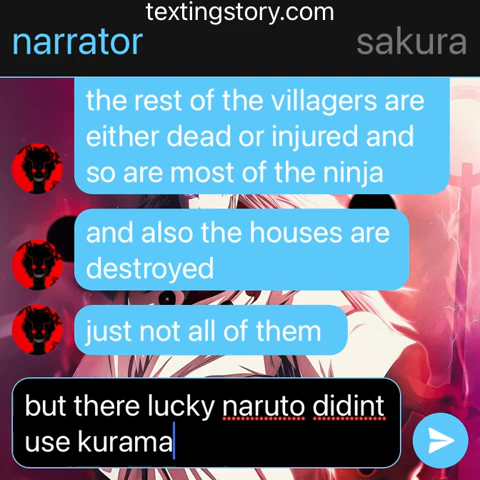 textingstory.com
narrator sakura
the rest of the villagers are
either dead or injured and
so are most of the ninja
and also the houses are
destroyed
just not all of them
but there lucky naruto didint
use kurama